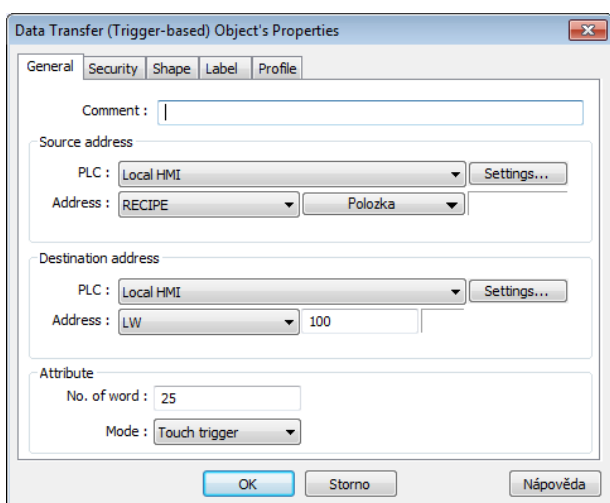 Data Transfer (Trigger-based) Object's Properties
General Security Shape Label Profile
Comment :
Source address
PLC : Local HMI Settings...
Address : RECIPE Polozka
Destination address
PLC : Local HMI Settings...
Address : LW 100
Attribute
No. of word : 25
Mode : Touch trigger
OK Storno Nápověda